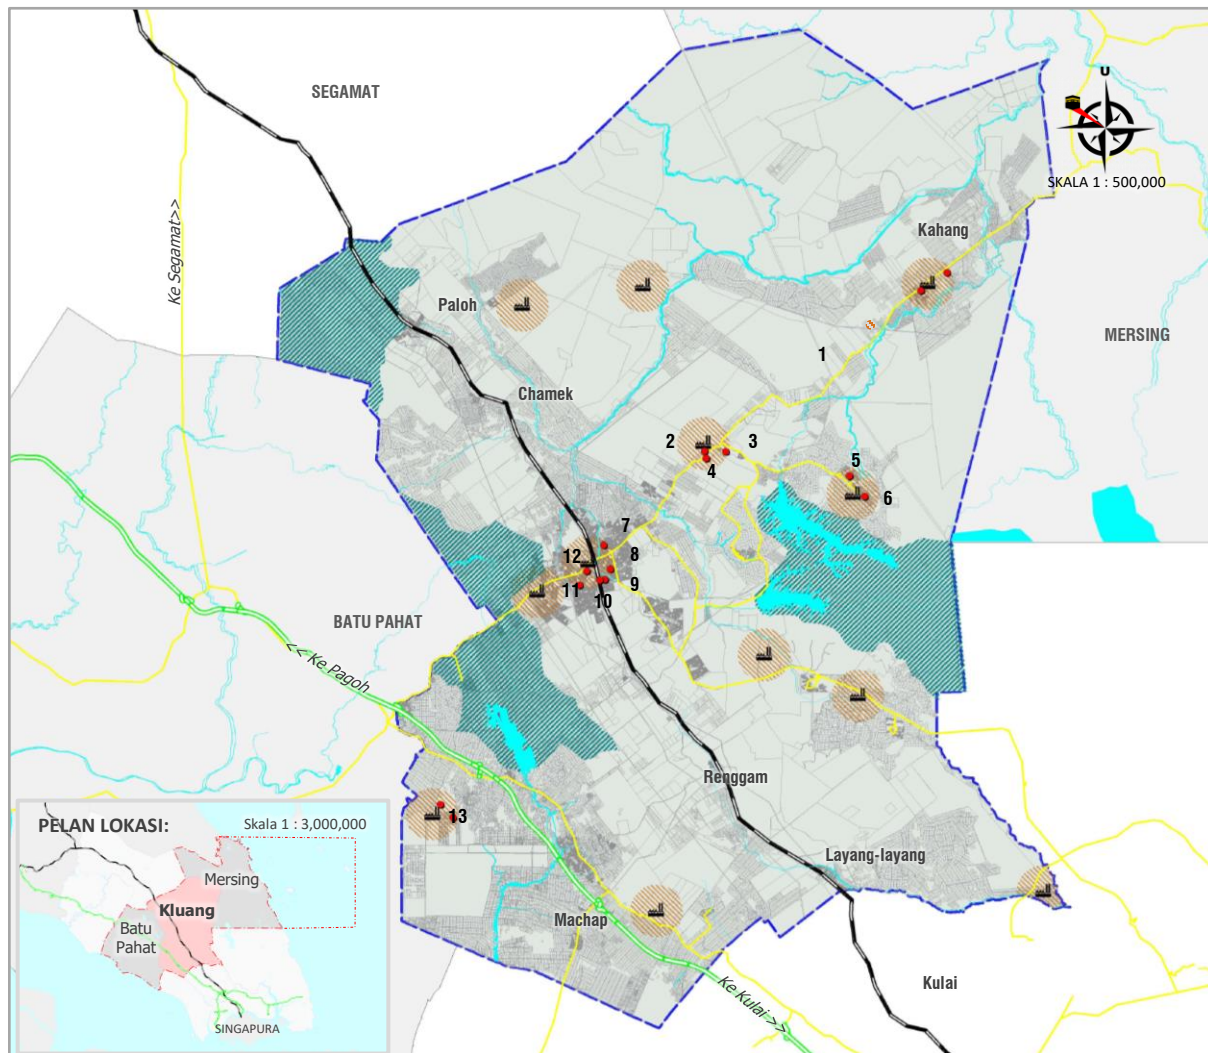 SEGAMAT
U
SKALA 1 : 500,000
Ke Segamat>>
Kahang
Paloh
MERSING
1
Chamek
2
3
4
5
6
7
8
12
9
11
10
BATU PAHAT
<< Ke Pagoh
Renggam
13
PELAN LOKASI:
Skala 1 : 3,000,000
Mersing
Kluang
Batu
Pahat
SINGAPURA
Layang-layang
Machap
Kulai
Ke Kulai >>